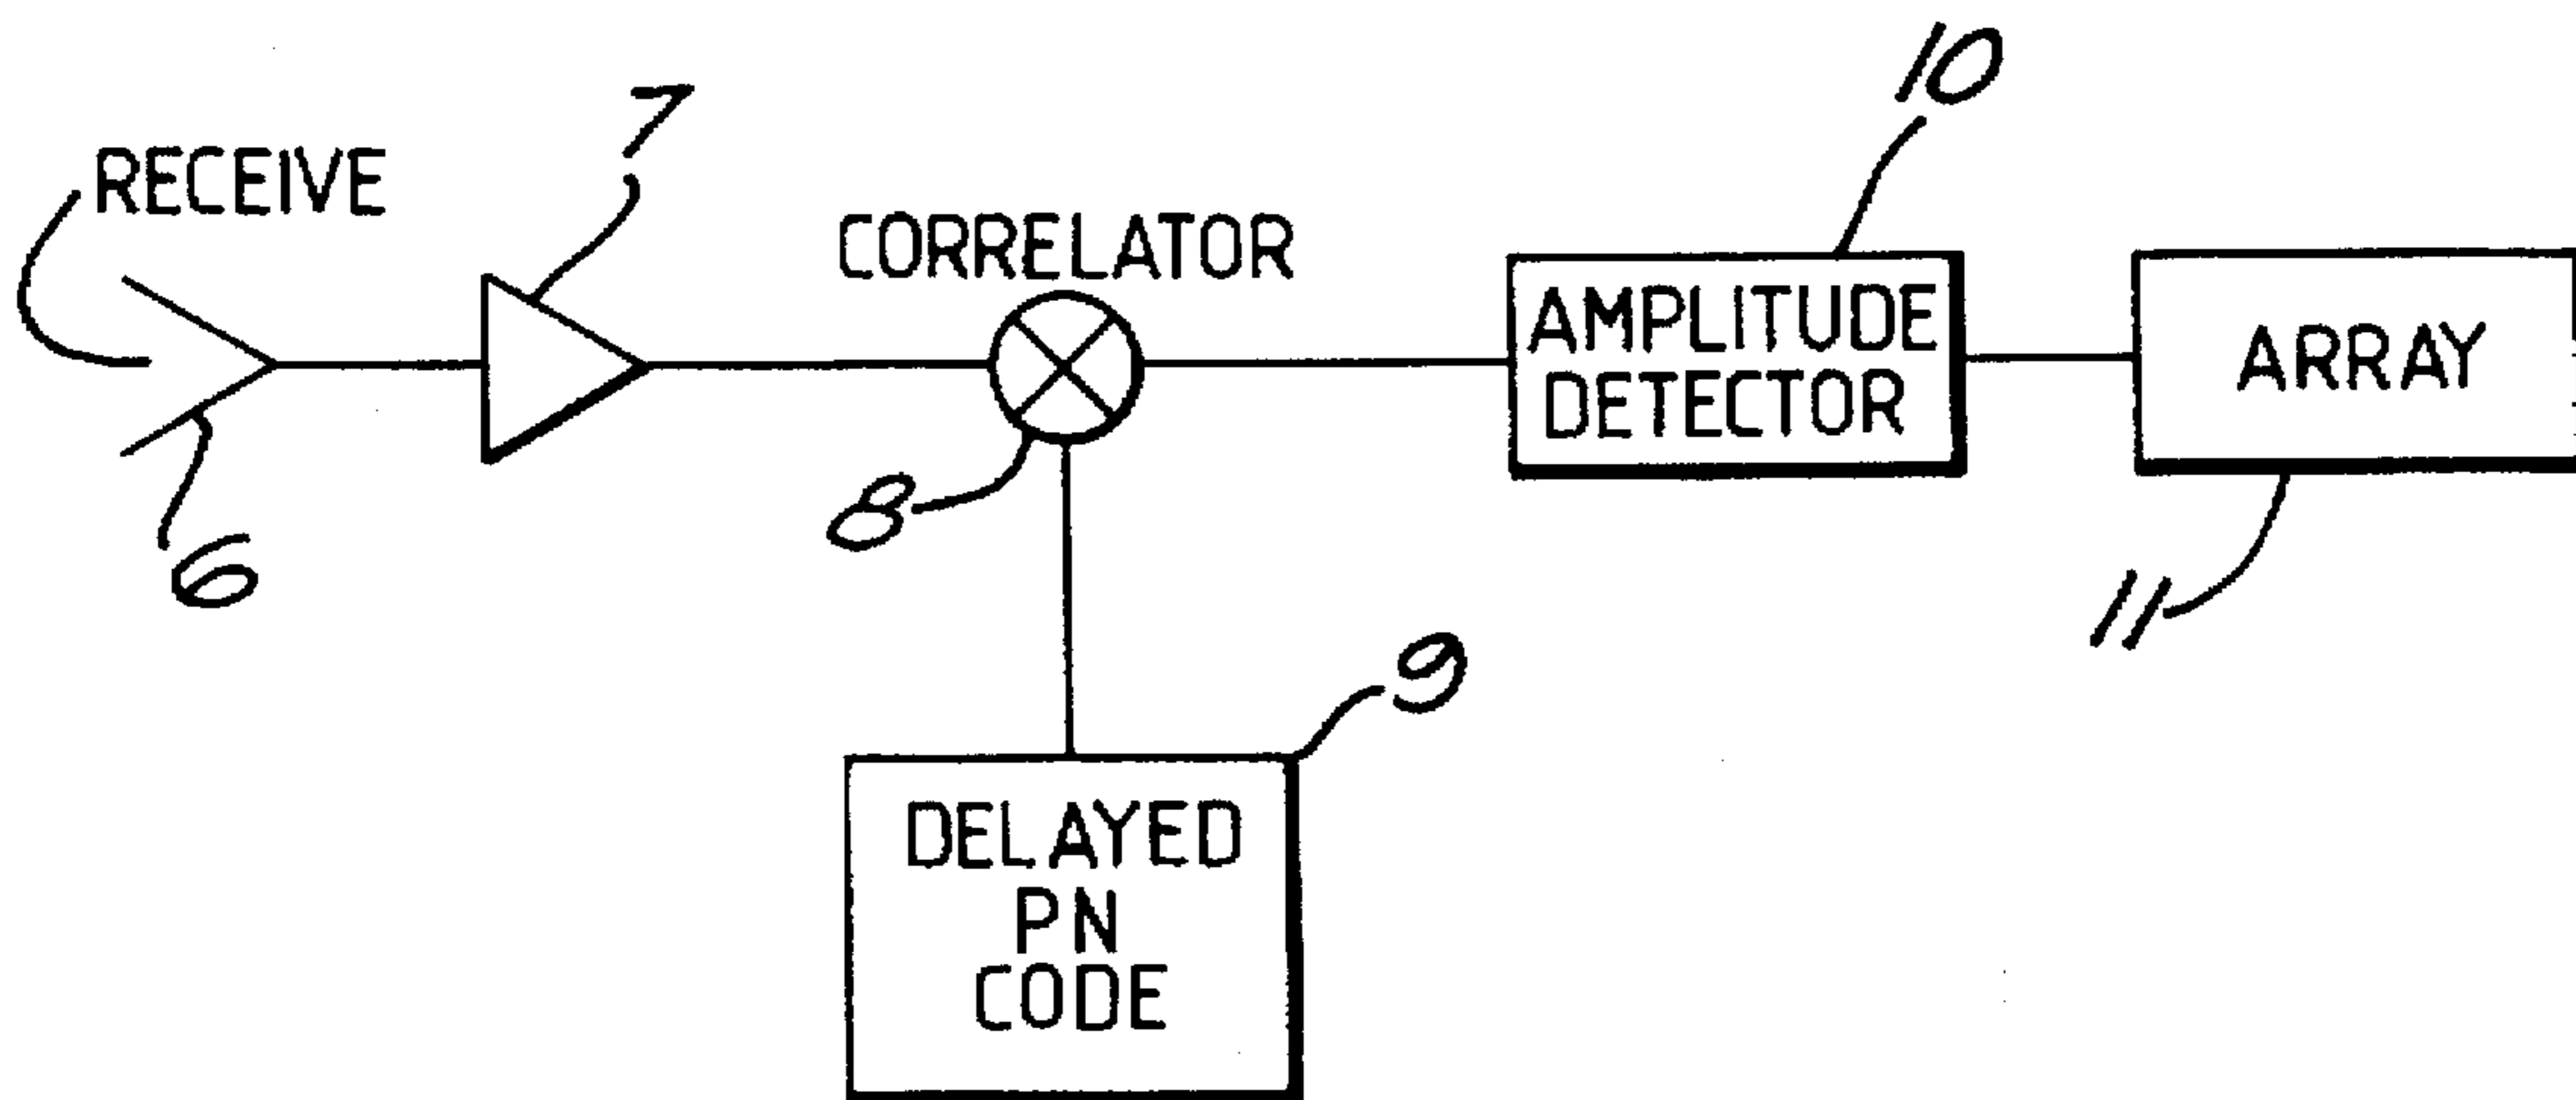 RECEIVE
6
7
CORRELATOR
8
DELAYED
PN
CODE
9
AMPLITUDE
DETECTOR
10
ARRAY
11